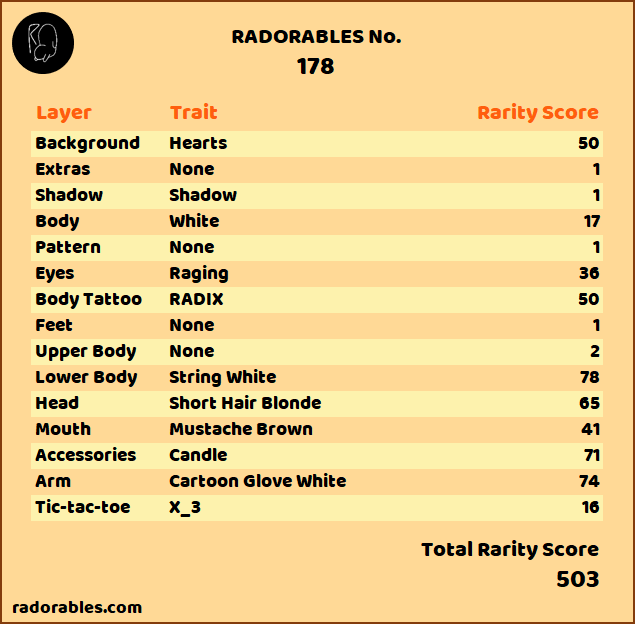 RADORABLES No.
178
Layer Trait Rarity Score
Background Hearts 50
Extras None 1
Shadow Shadow 1
Body White 17
Pattern None 1
Eyes Raging 36
Body Tattoo RADIX 50
Feet None 1
Upper Body None 2
Lower Body String White 78
Head Short Hair Blonde 65
Mouth Mustache Brown 41
Accessories Candle 71
Arm Cartoon Glove White 74
Tic-tac-toe X_3 16
Total Rarity Score
503
radorables.com